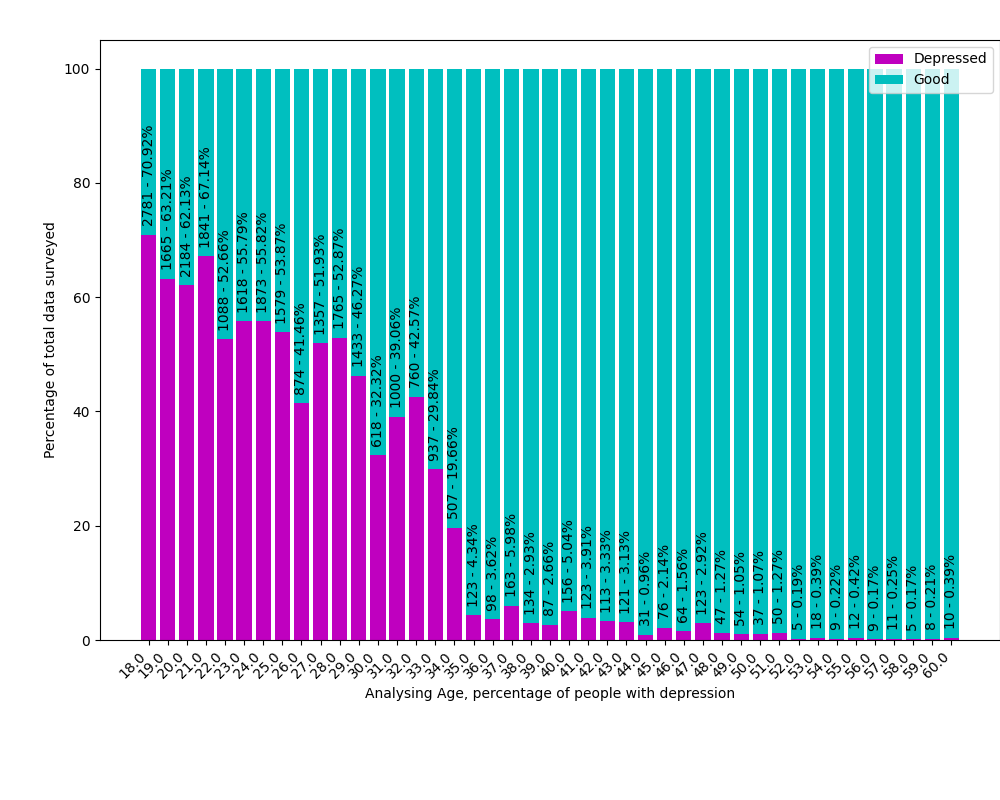 Depressed
Good
100
80
60
40
20
0
Percentage of total data surveyed
2781 - 70.92%
1665 - 63.21%
2184 - 62.13%
1841 - 67.14%
1088 - 52.66%
1618 - 55.79%
1873 - 55.82%
1579 - 53.87%
874 - 41.46%
1357 - 51.93%
1765 - 52.87%
1433 - 46.27%
618 - 32.32%
1000 - 39.06%
760 - 42.57%
937 - 29.84%
507 - 19.66%
123 - 4.34%
98 - 3.62%
163 - 5.98%
134 - 2.93%
87 - 2.66%
156 - 5.04%
123 - 3.91%
113 - 3.33%
121 - 3.13%
31 - 0.96%
76 - 2.14%
64 - 1.56%
123 - 2.92%
47 - 1.27%
54 - 1.05%
37 - 1.07%
50 - 1.27%
5 - 0.19%
18 - 0.39%
9 - 0.22%
12 - 0.42%
9 - 0.17%
11 - 0.25%
5 - 0.17%
8 - 0.21%
10 - 0.39%
18.0
19.0
20.0
21.0
22.0
23.0
24.0
25.0
26.0
27.0
28.0
29.0
30.0
31.0
32.0
33.0
34.0
35.0
36.0
37.0
38.0
39.0
40.0
41.0
42.0
43.0
44.0
45.0
46.0
47.0
48.0
49.0
50.0
51.0
52.0
53.0
54.0
55.0
56.0
57.0
58.0
59.0
60.0
Analysing Age, percentage of people with depression